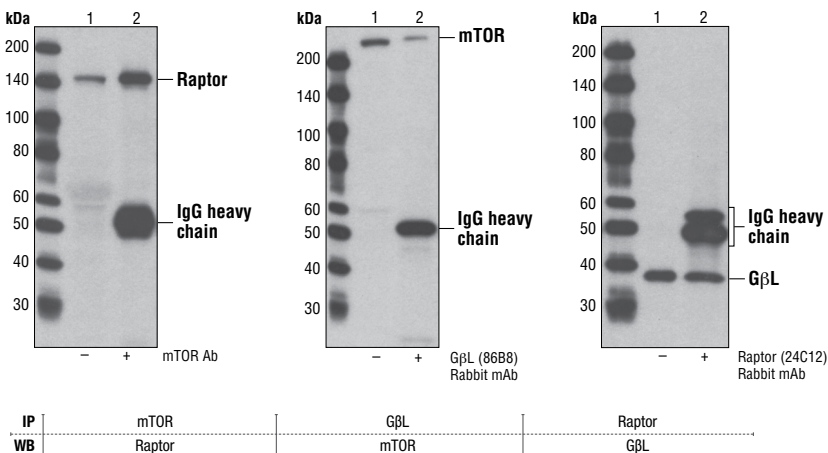 kDa 1 2
200
140
100
80
60
50
40
30
Raptor
IgG heavy
chain
– + mTOR Ab
kDa 1 2
200
140
100
80
60
50
40
30
mTOR
IgG heavy
chain
– + GβL (86B8)
Rabbit mAb
kDa 1 2
200
140
100
80
60
50
40
30
IgG heavy
chain
GβL
– + Raptor (24C12)
Rabbit mAb
IP mTOR GβL Raptor
WB Raptor mTOR GβL